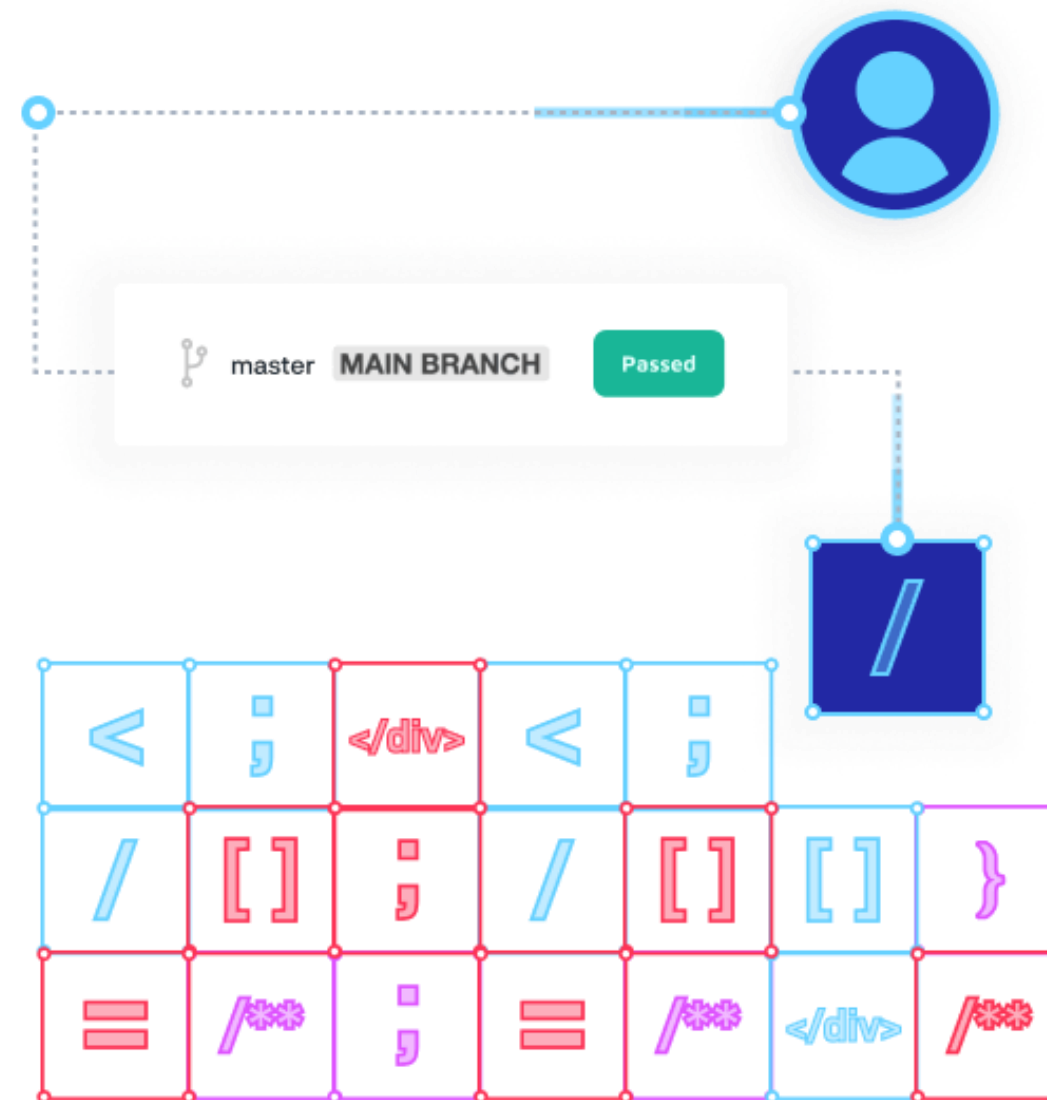 master MAIN BRANCH Passed
/
< ; </div> < ;
/ [ ] ; / [ ] [ ] }
= /** ; = /** </div> /**